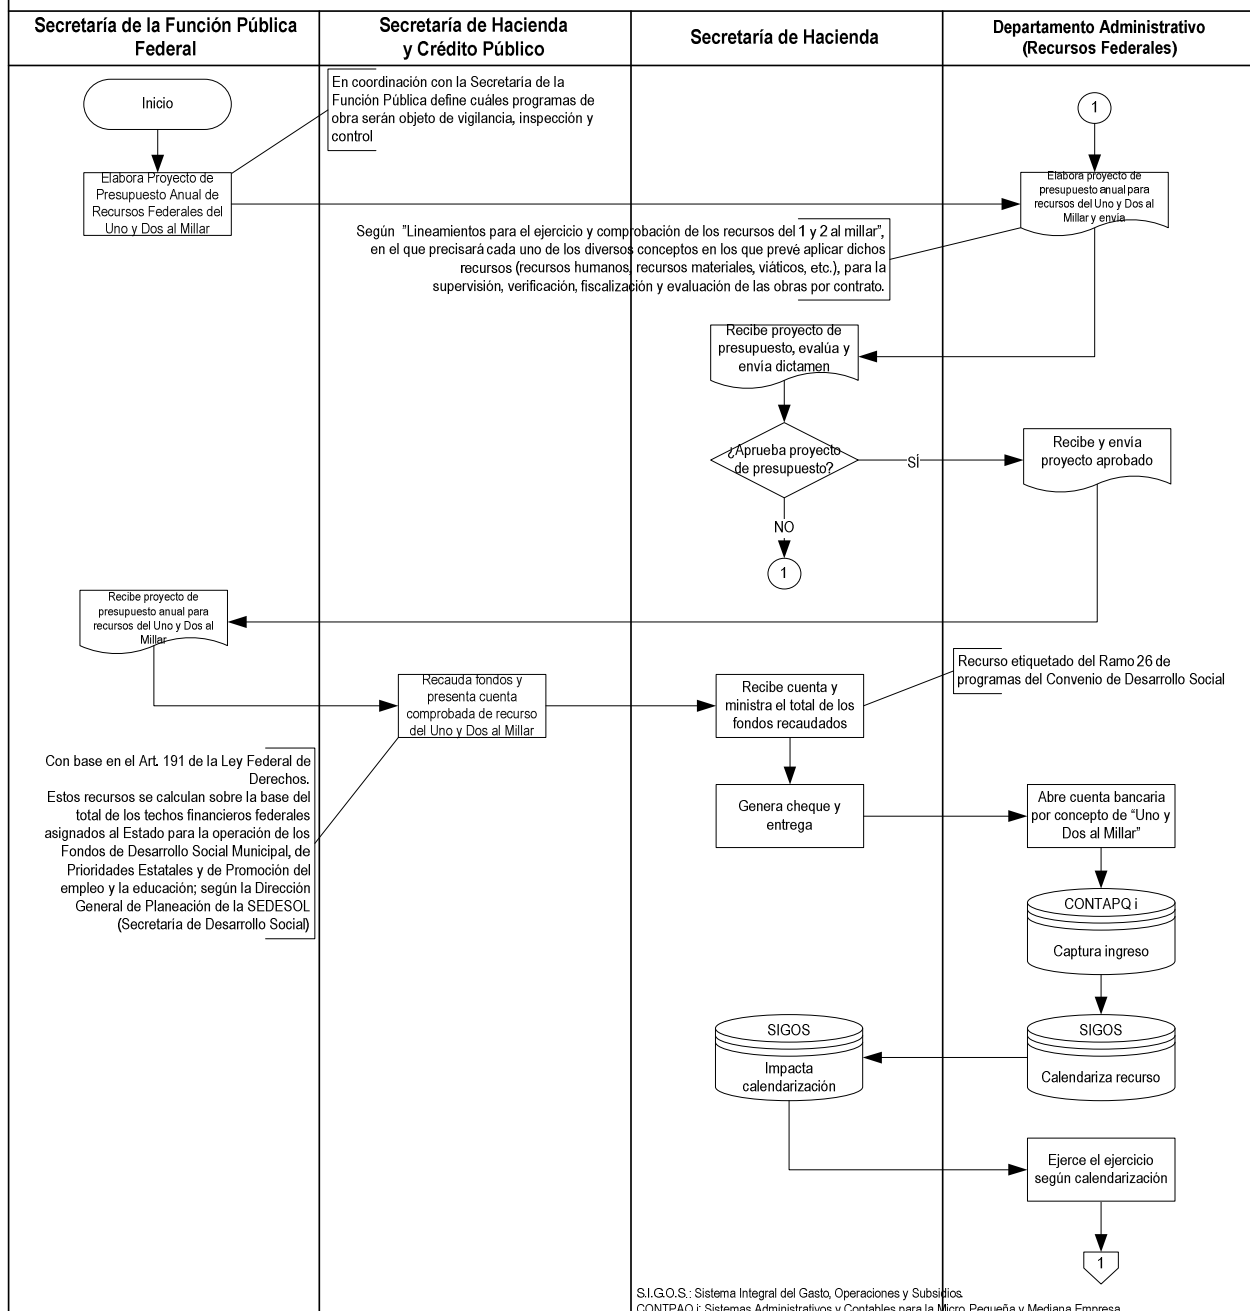 Secretaría de la Función Pública
Federal
Secretaría de Hacienda
y Crédito Público
Secretaría de Hacienda
Departamento Administrativo
(Recursos Federales)
Inicio
En coordinación con la Secretaría de la
Función Pública define cuáles programas de
obra serán objeto de vigilancia, inspección y
control
1
Elabora Proyecto de
Presupuesto Anual de
Recursos Federales del
Uno y Dos al Millar
Elabora proyecto de
presupuesto anual para
recursos del Uno y Dos al
Millar y envía
Según "Lineamientos para el ejercicio y comprobación de los recursos del 1 y 2 al millar",
en el que precisará cada uno de los diversos conceptos en los que prevé aplicar dichos
recursos (recursos humanos, recursos materiales, viáticos, etc.), para la
supervisión, verificación, fiscalización y evaluación de las obras por contrato.
Recibe proyecto de
presupuesto, evalúa y
envía dictamen
¿Aprueba proyecto
de presupuesto?
SÍ
Recibe y envía
proyecto aprobado
NO
1
Recibe proyecto de
presupuesto anual para
recursos del Uno y Dos al
Millar
Recauda fondos y
presenta cuenta
comprobada de recurso
del Uno y Dos al Millar
Recibe cuenta y
ministra el total de los
fondos recaudados
Recurso etiquetado del Ramo 26 de
programas del Convenio de Desarrollo Social
Con base en el Art. 191 de la Ley Federal de
Derechos.
Estos recursos se calculan sobre la base del
total de los techos financieros federales
asignados al Estado para la operación de los
Fondos de Desarrollo Social Municipal, de
Prioridades Estatales y de Promoción del
empleo y la educación; según la Dirección
General de Planeación de la SEDESOL
(Secretaría de Desarrollo Social)
Genera cheque y
entrega
Abre cuenta bancaria
por concepto de "Uno y
Dos al Millar"
CONTAPQ i
Captura ingreso
SIGOS
Calendariza recurso
SIGOS
Impacta
calendarización
Ejerce el ejercicio
según calendarización
1
S.I.G.O.S.: Sistema Integral del Gasto, Operaciones y Subsidios.
CONTPAQ i: Sistemas Administrativos y Contables para la Micro, Pequeña y Mediana Empresa